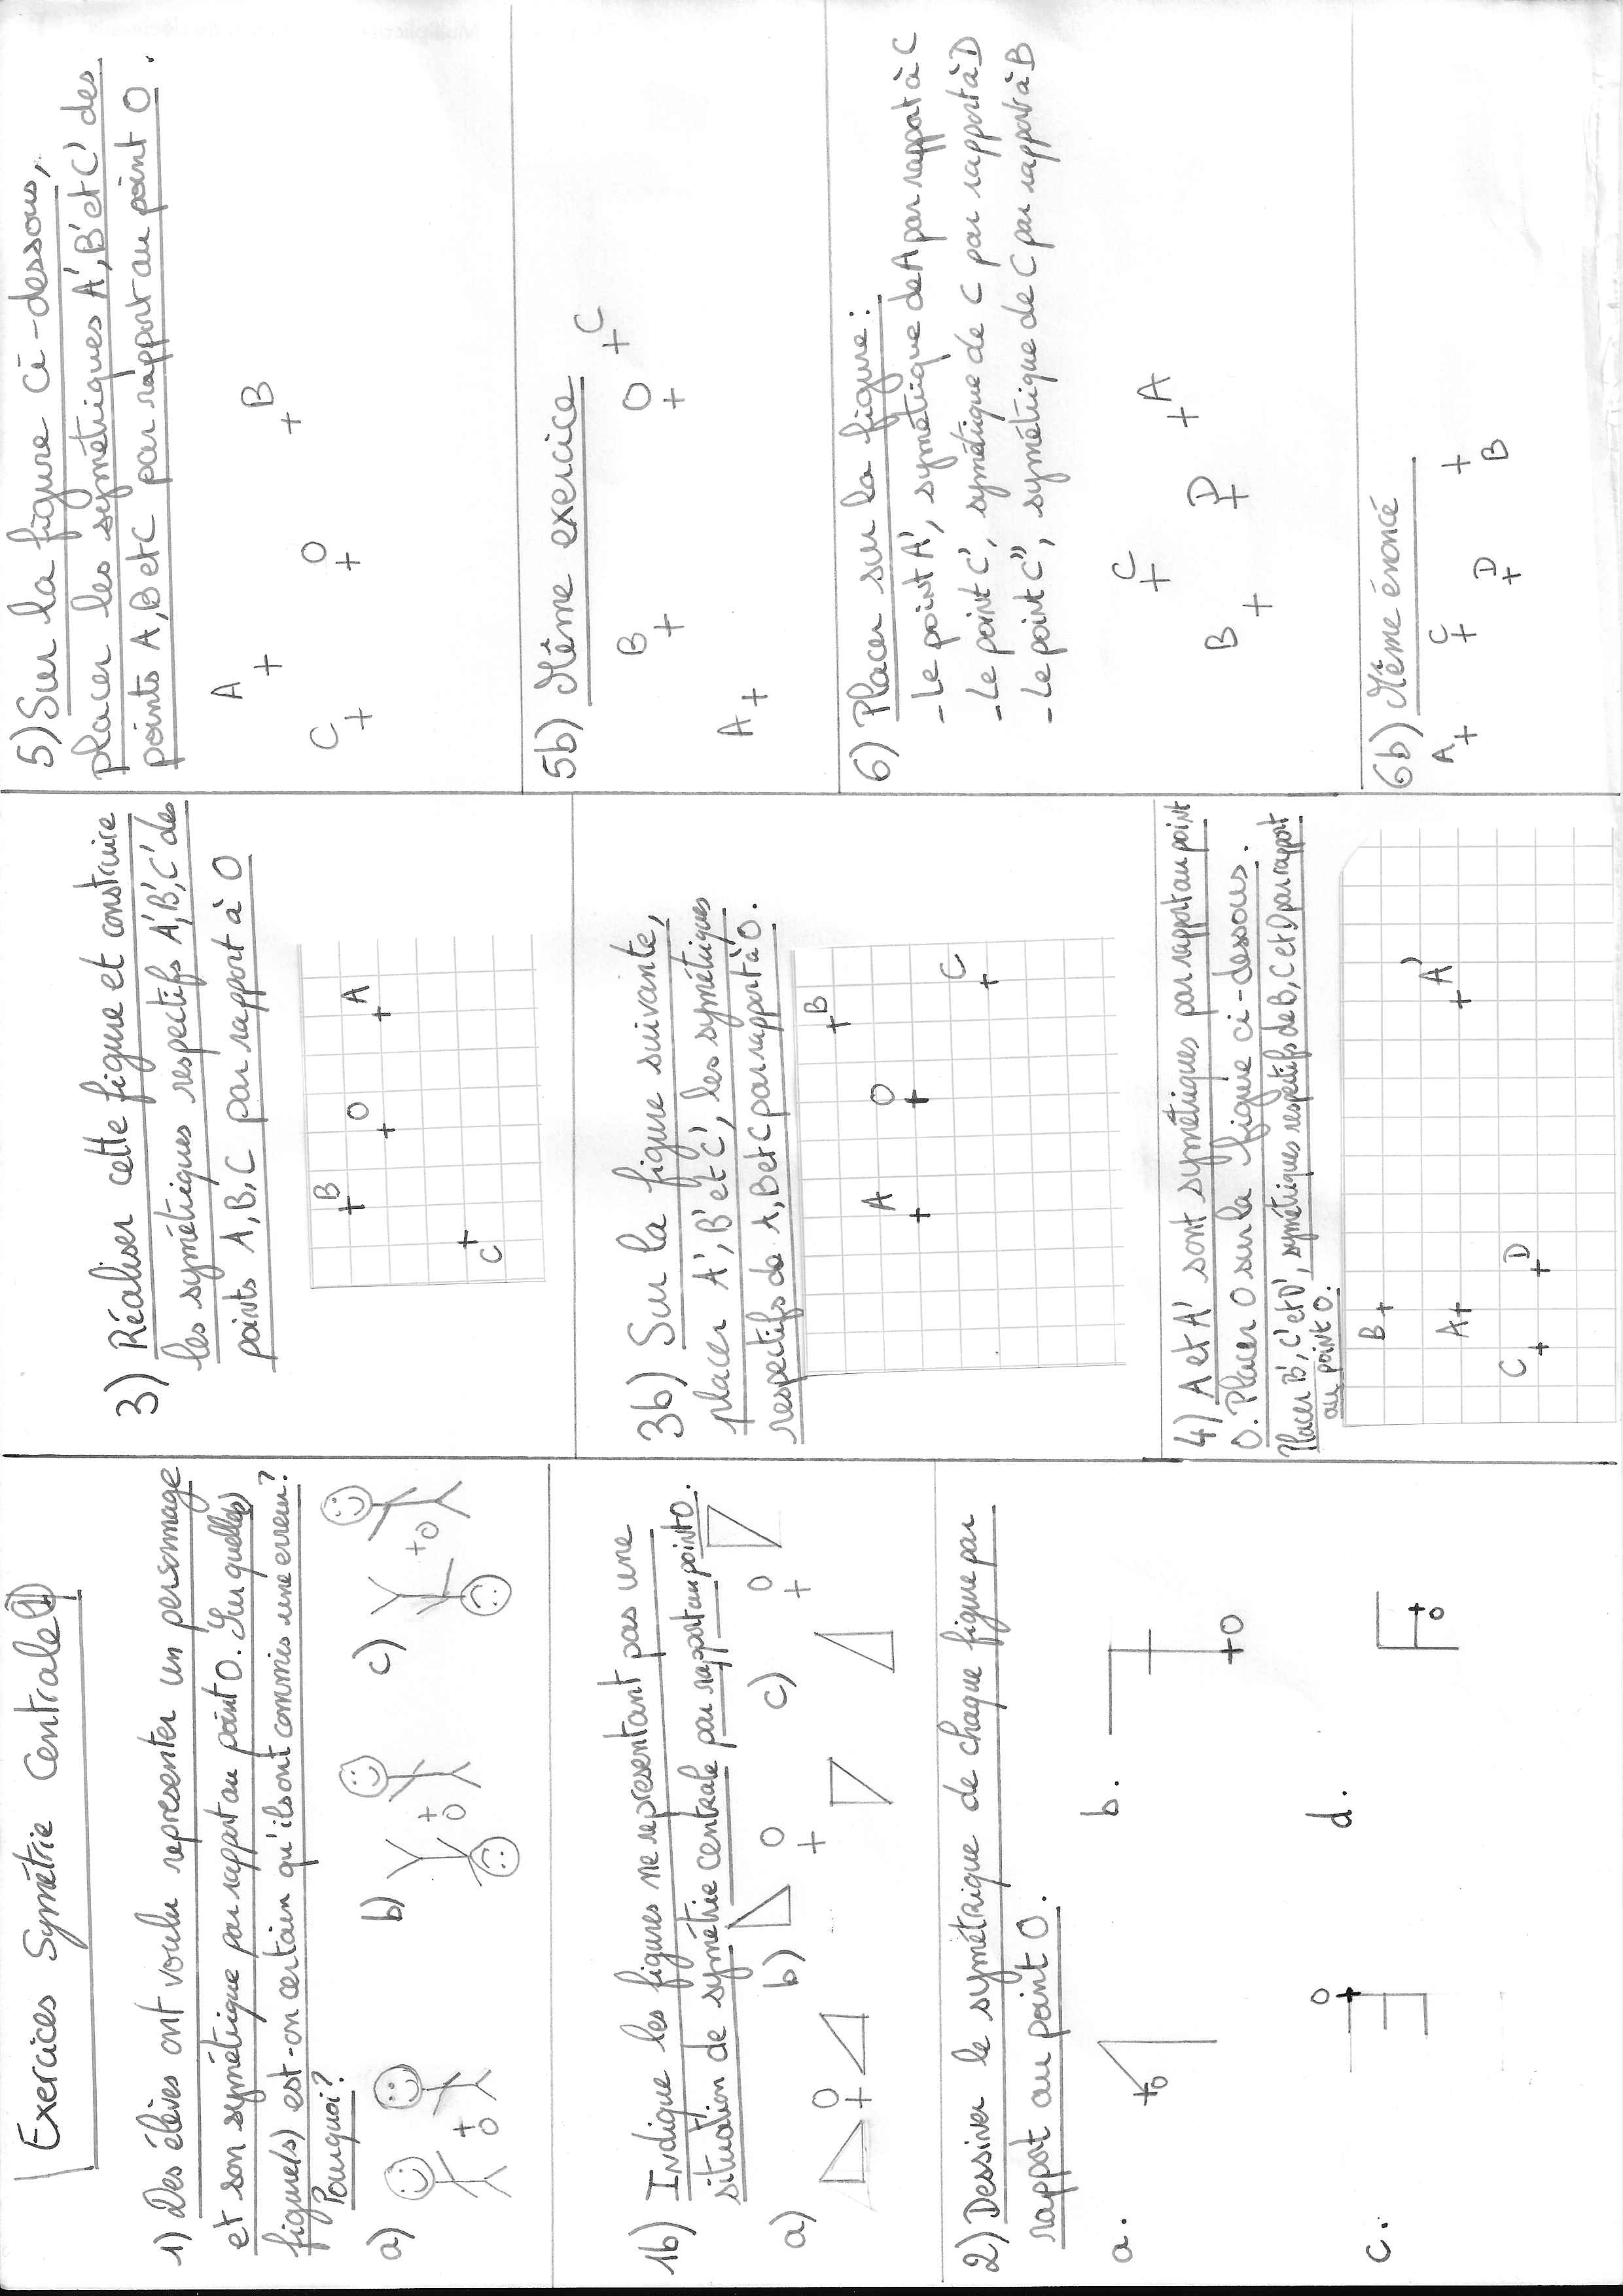 Exercices Symétrie Centrale ①
1) Des élèves ont voulu représenter un personnage
et son symétrique par rapport au point O. Sur quelle(s)
figure(s) est-on certain qu'ils ont commis une erreur?
Pourquoi?
a)
+
O
b)
+
O
c)
+
O
1b) Indique les figures ne représentant pas une
situation de symétrie centrale par rapport au point O.
a)
O
+
b)
O
+
c)
O
+
2) Dessiner le symétrique de chaque figure par
rapport au point O.
a.
+
O
b.
+O
c.
O
+
d.
+
O
3) Réaliser cette figure et construire
les symétriques respectifs A', B', C' de
points A, B, C par rapport à O
B
+
O
+
A
+
+
C
3b) Sur la figure suivante,
placer A', B' et C', les symétriques
respectifs de A, B et C par rapport à O.
+B
A
+
O
+
C
+
4) A et A' sont symétriques par rapport au point
O. Placer O sur la figure ci-dessous.
Placer B', C' et D', symétriques respectifs de B, C et D par rapport
au point O.
B+
A+
A'
+
C
+
D
+
5) Sur la figure ci-dessous,
placer les symétriques A', B' et C' des
points A, B et C par rapport au point O.
A
+
B
+
C
+
O
+
5b) Même exercice
B
+
O
+
C
+
A
+
6) Placer sur la figure:
- Le point A', symétrique de A par rapport à C
- Le point C', symétrique de C par rapport à D
- Le point C", symétrique de C par rapport à B
C
+
A
+
B
+
D
+
6b) Même énoncé
A
+
C
+
D
+
+
B